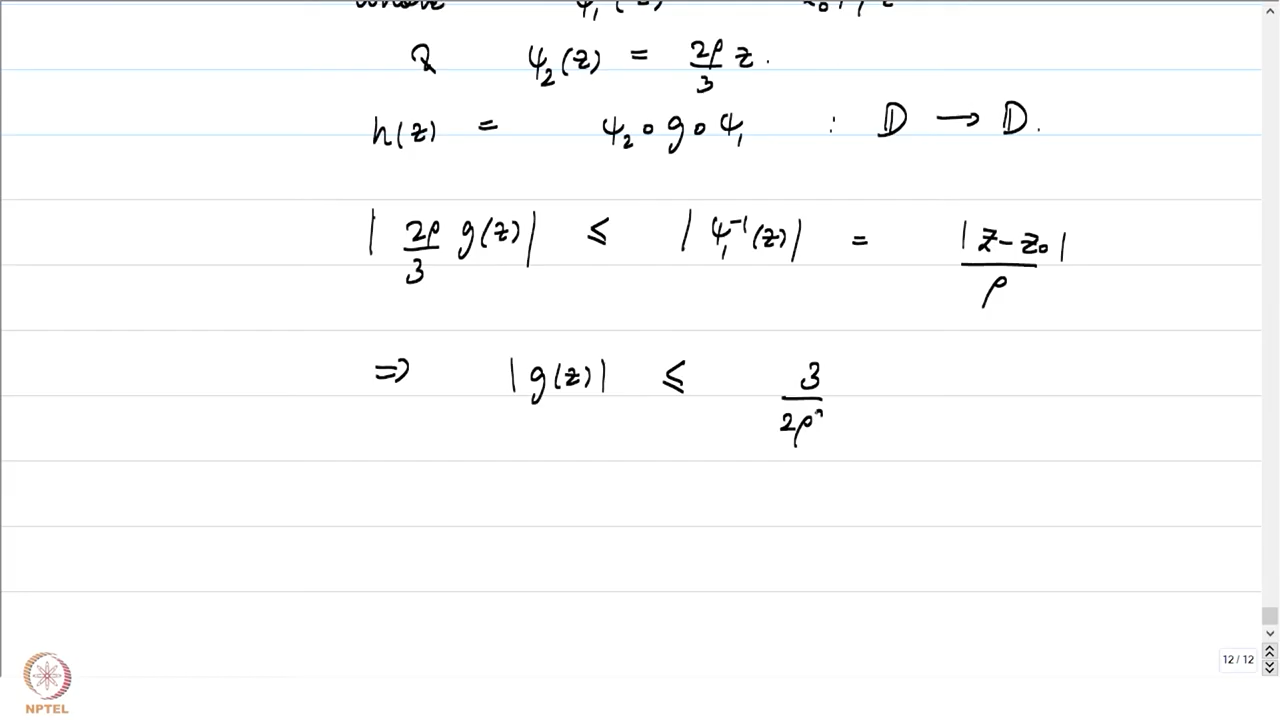 & ψ₂(z) = 2ρ/3 z.
h(z) = ψ₂ ∘ g ∘ ψ₁ : 𝔻 → 𝔻.
| 2ρ/3 g(z) | ≤ | ψ₁⁻¹(z) | = |z - z₀| / ρ
⇒ |g(z)| ≤ 3 / 2ρ
12 / 12
NPTEL